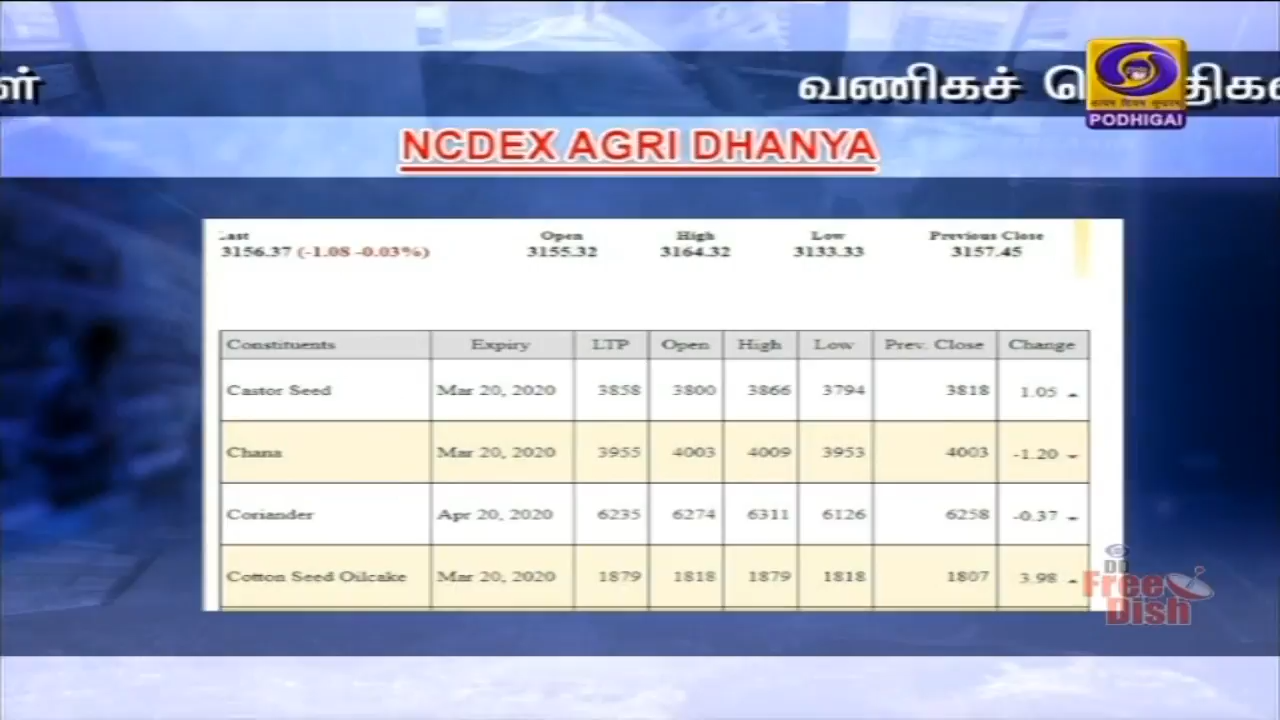 ள் வணிகச்
PODHIGAI
NCDEX AGRI DHANYA
Last Open High Low Previous Close
3156.37 (-1.08 -0.03%) 3155.32 3164.32 3133.33 3157.45
Constituents Expiry LTP Open High Low Prev. Close Change
Castor Seed Mar 20, 2020 3858 3800 3866 3794 3818 1.05
Chana Mar 20, 2020 3955 4003 4009 3953 4003 -1.20
Coriander Apr 20, 2020 6235 6274 6311 6126 6258 -0.37
Cotton Seed Oilcake Mar 20, 2020 1879 1818 1879 1818 1807 3.98
DD
Free
Dish